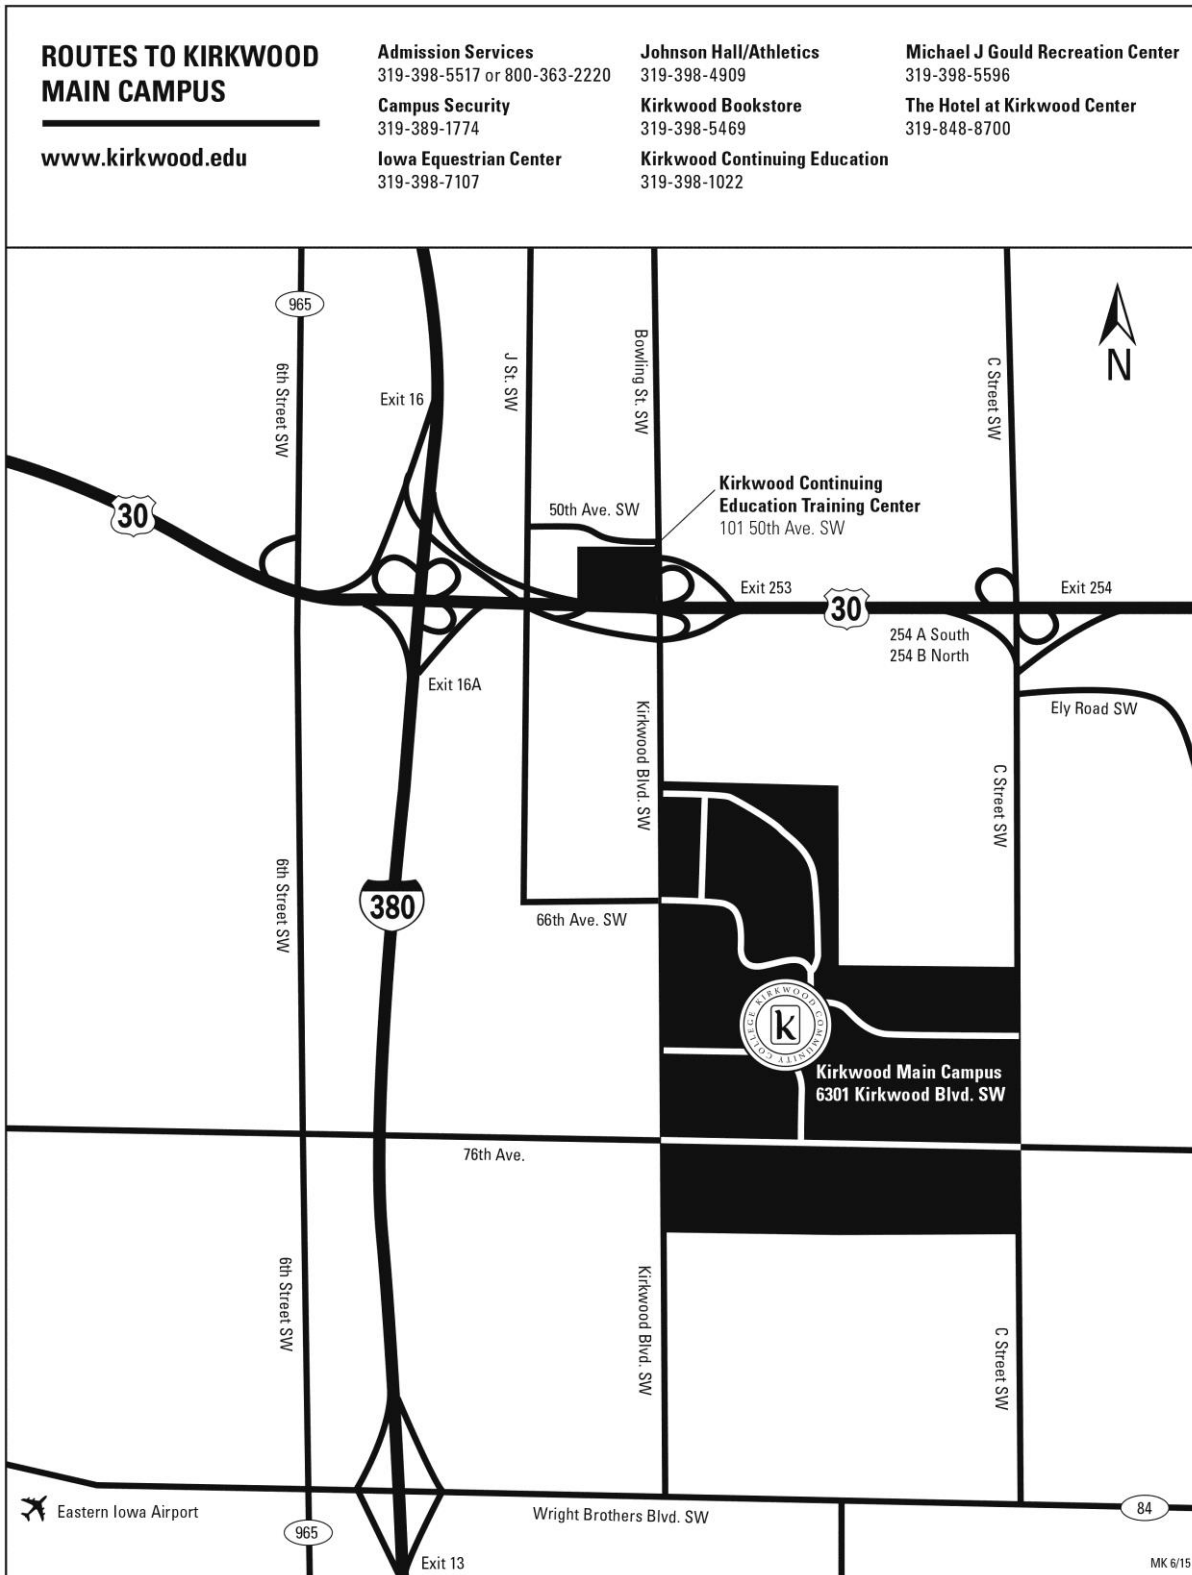 ROUTES TO KIRKWOOD
MAIN CAMPUS
www.kirkwood.edu
Admission Services
319-398-5517 or 800-363-2220
Campus Security
319-389-1774
Iowa Equestrian Center
319-398-7107
Johnson Hall/Athletics
319-398-4909
Kirkwood Bookstore
319-398-5469
Kirkwood Continuing Education
319-398-1022
Michael J Gould Recreation Center
319-398-5596
The Hotel at Kirkwood Center
319-848-8700
965
6th Street SW
Exit 16
J St. SW
Bowling St. SW
C Street SW
N
30
50th Ave. SW
Kirkwood Continuing
Education Training Center
101 50th Ave. SW
Exit 253
30
Exit 254
254 A South
254 B North
Exit 16A
Ely Road SW
Kirkwood Blvd. SW
C Street SW
6th Street SW
380
66th Ave. SW
KIRKWOOD COMMUNITY COLLEGE
k
Kirkwood Main Campus
6301 Kirkwood Blvd. SW
76th Ave.
6th Street SW
Kirkwood Blvd. SW
C Street SW
Eastern Iowa Airport
965
Wright Brothers Blvd. SW
84
Exit 13
MK 6/15